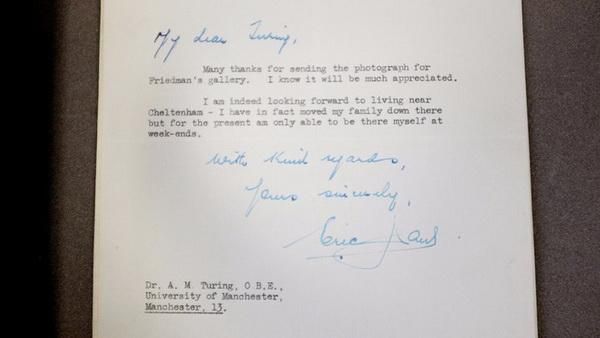 My dear Turing,
Many thanks for sending the photograph for
Friedman's gallery. I know it will be much appreciated.
I am indeed looking forward to living near
Cheltenham - I have in fact moved my family down there
but for the present am only able to be there myself at
week-ends.
With kind regards,
Yours sincerely,
Eric
Dr. A. M. Turing, O.B.E.,
University of Manchester,
Manchester, 13.